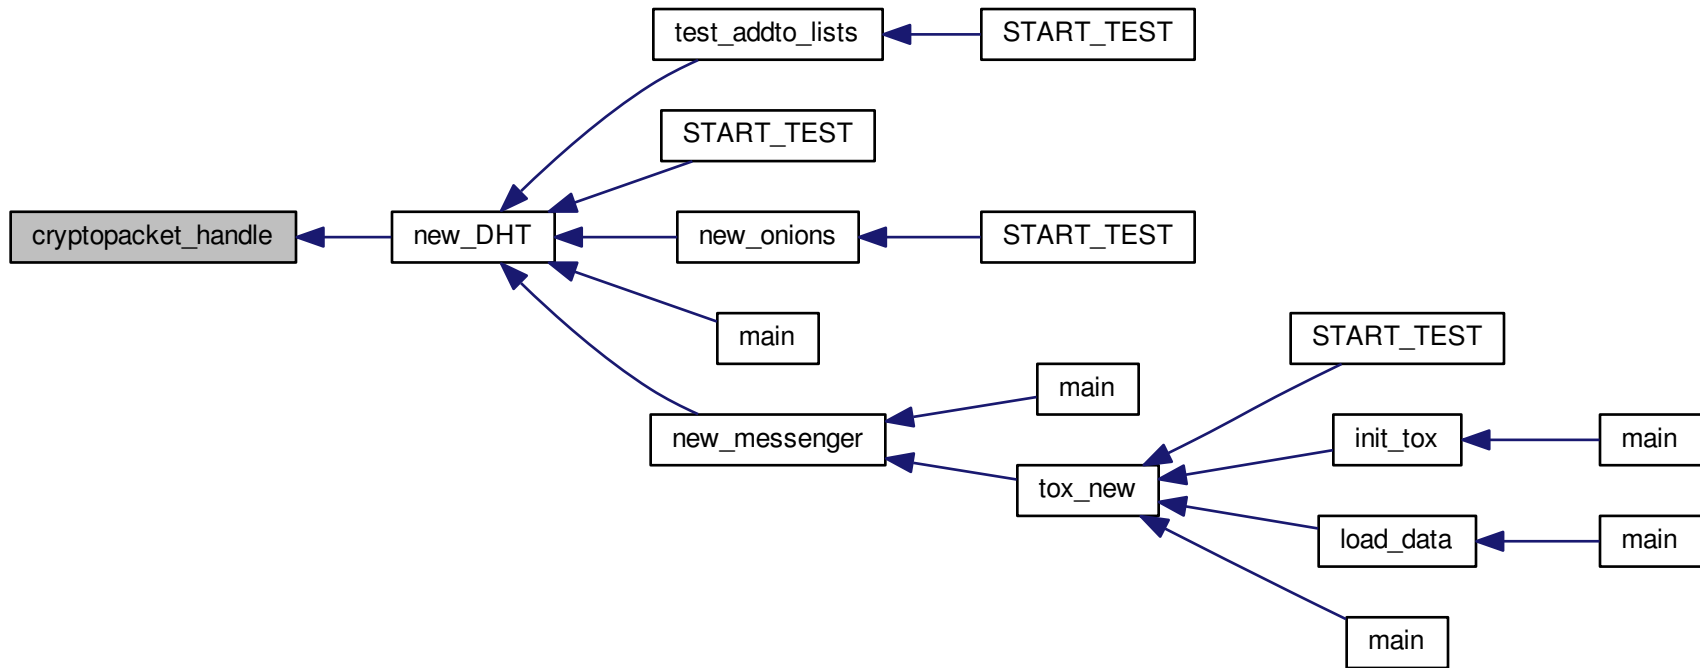 test_addto_lists
START_TEST
START_TEST
cryptopacket_handle
new_DHT
new_onions
START_TEST
main
START_TEST
main
new_messenger
init_tox
main
tox_new
load_data
main
main